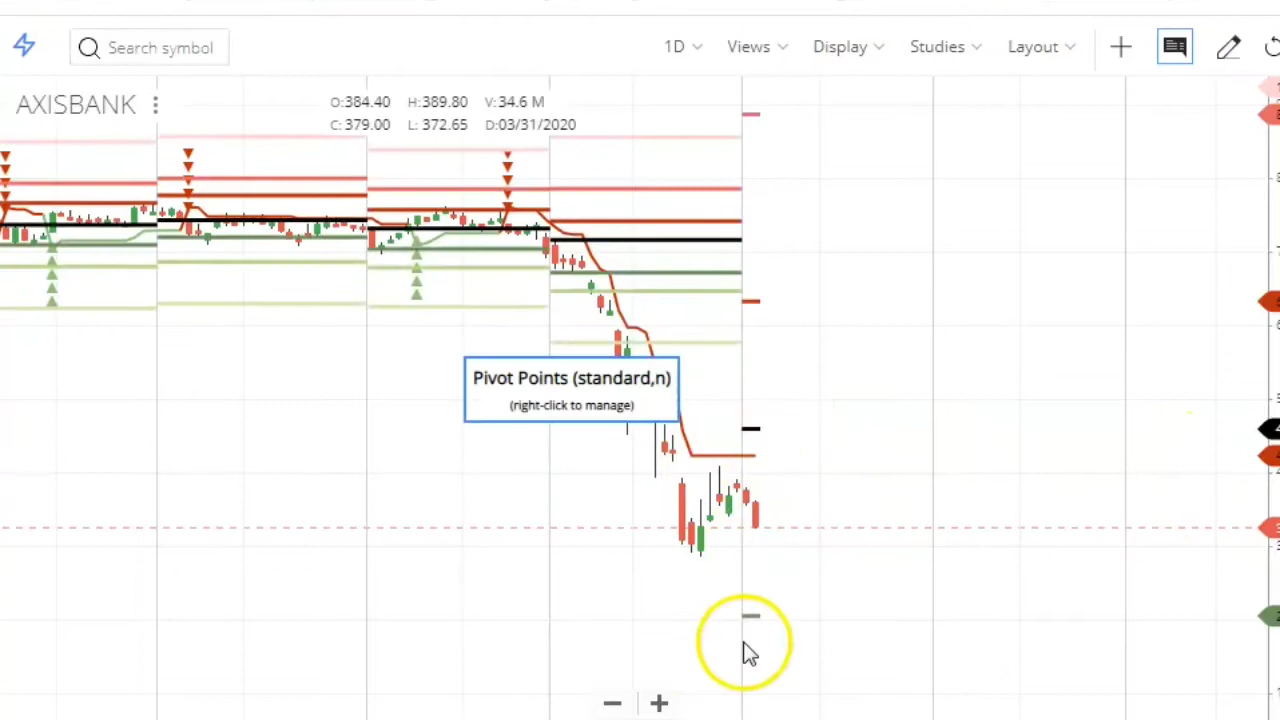 Search symbol
1D Views Display Studies Layout
AXISBANK
O:384.40 H:389.80 V:34.6 M
C: 379.00 L: 372.65 D:03/31/2020
Pivot Points (standard,n)
(right-click to manage)